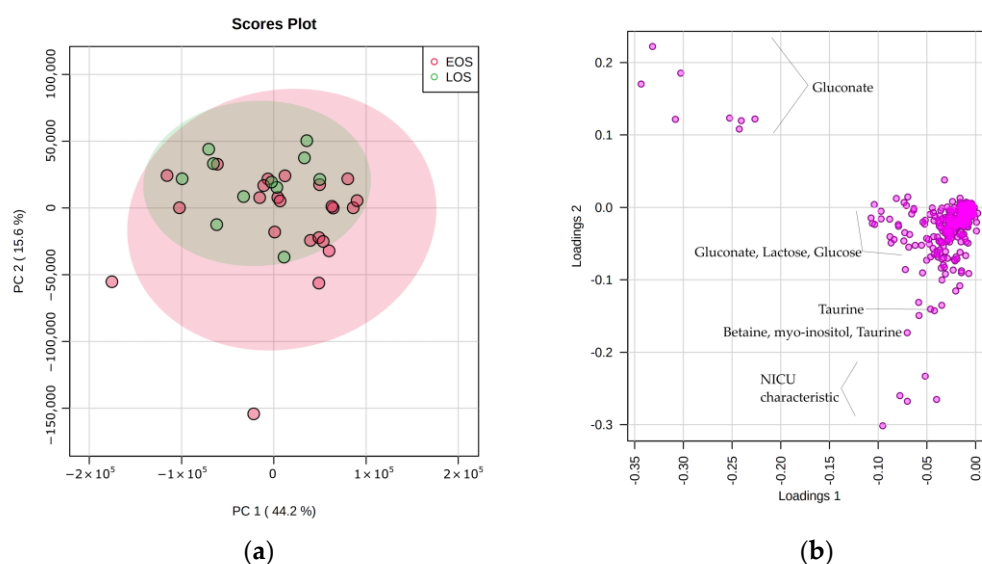 Scores Plot
EOS
LOS
100,000
50,000
0
−50,000
−100,000
−150,000
PC 2 ( 15.6 %)
−2 × 10⁵
−1 × 10⁵
0
1 × 10⁵
2 × 10⁵
PC 1 ( 44.2 %)
(a)
0.2
0.1
0.0
-0.1
-0.2
-0.3
Loadings 2
Gluconate
Gluconate, Lactose, Glucose
Taurine
Betaine, myo-inositol, Taurine
NICU
characteristic
-0.35
-0.30
-0.25
-0.20
-0.15
-0.10
-0.05
0.00
Loadings 1
(b)